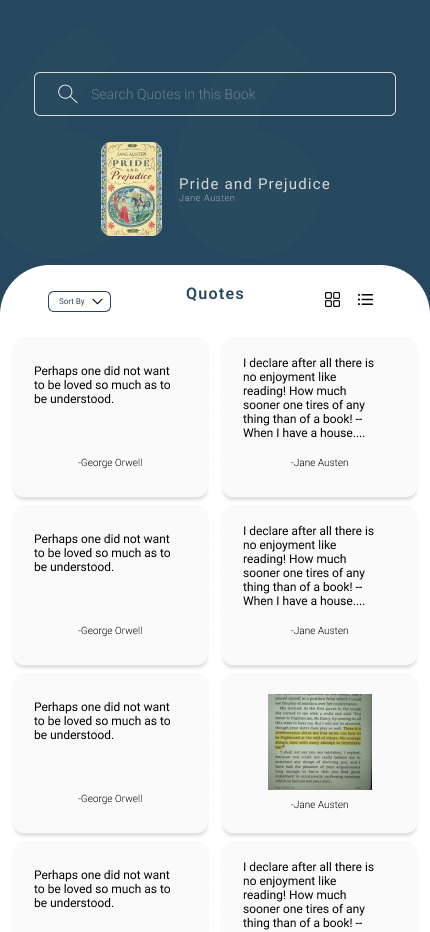 Search Quotes in this Book
JANE AUSTEN
PRIDE
AND
Prejudice
Pride and Prejudice
Jane Austen
Sort By
Quotes
Perhaps one did not want
to be loved so much as to
be understood.
-George Orwell
I declare after all there is
no enjoyment like
reading! How much
sooner one tires of any
thing than of a book! --
When I have a house....
-Jane Austen
Perhaps one did not want
to be loved so much as to
be understood.
-George Orwell
I declare after all there is
no enjoyment like
reading! How much
sooner one tires of any
thing than of a book! --
When I have a house....
-Jane Austen
Perhaps one did not want
to be loved so much as to
be understood.
-George Orwell
-Jane Austen
Perhaps one did not want
to be loved so much as to
be understood.
I declare after all there is
no enjoyment like
reading! How much
sooner one tires of any
thing than of a book! --